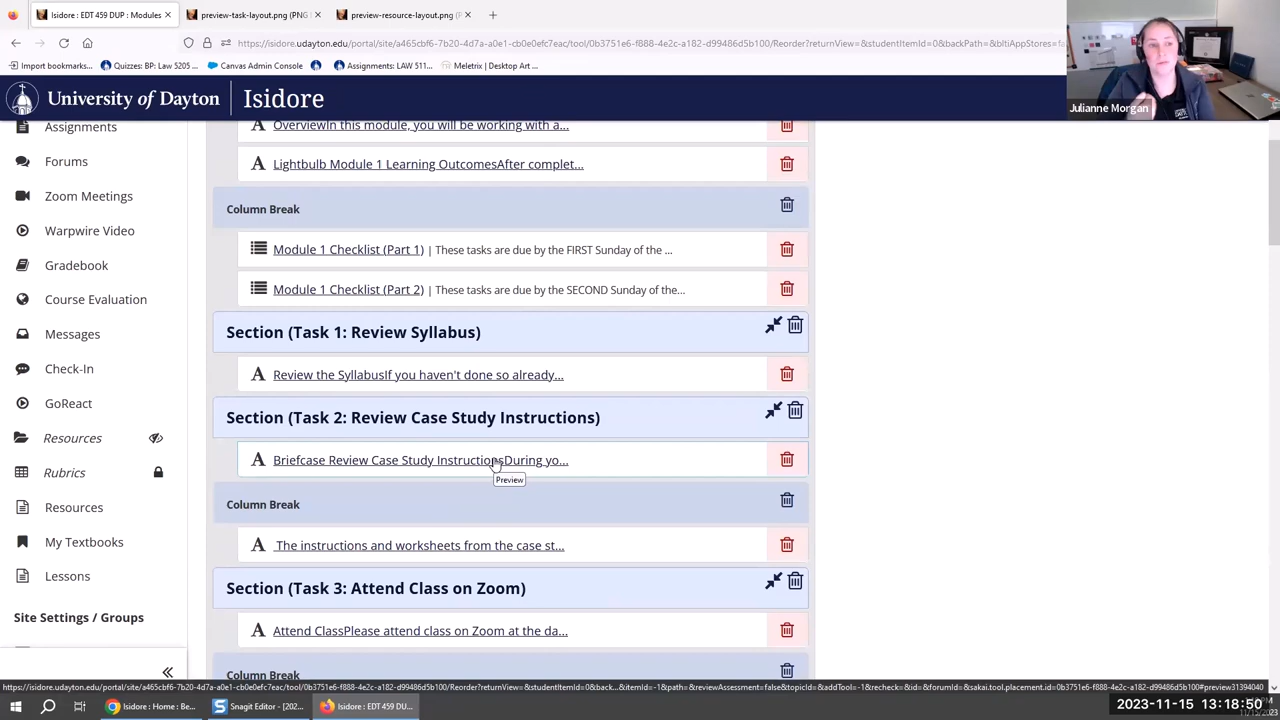 Isidore : EDT 459 DUP : Modules
preview-task-layout.png (PNG
preview-resource-layout.png (PNG
https://isidore.udayton.edu/portal/site/a465cbf6-7b20-4d7a-a0e1-cb0e0efc7eac/tool/0b3751e6-f888-4e2c-a182-d69505b100d6/Reorder?returnView=&studentItemId=0&backPath=&bltiAppStores=fa
Import bookmarks...
Quizzes: BP: Law 5205 ...
Canvas Admin Console
Assignments: LAW 511...
Meletrix | Desktop Art ...
Julianne Morgan
University of Dayton
Isidore
Assignments
Forums
Zoom Meetings
Warpwire Video
Gradebook
Course Evaluation
Messages
Check-In
GoReact
Resources
Rubrics
Resources
My Textbooks
Lessons
Site Settings / Groups
OverviewIn this module, you will be working with a...
Lightbulb Module 1 Learning OutcomesAfter complet...
Column Break
Module 1 Checklist (Part 1) | These tasks are due by the FIRST Sunday of the ...
Module 1 Checklist (Part 2) | These tasks are due by the SECOND Sunday of the...
Section (Task 1: Review Syllabus)
Review the SyllabusIf you haven't done so already...
Section (Task 2: Review Case Study Instructions)
Briefcase Review Case Study InstructionsDuring yo...
Preview
Column Break
The instructions and worksheets from the case st...
Section (Task 3: Attend Class on Zoom)
Attend ClassPlease attend class on Zoom at the da...
Column Break
Isidore : Home : Be...
Snagit Editor - [202...
Isidore : EDT 459 DU...
2023-11-15 13:18:50